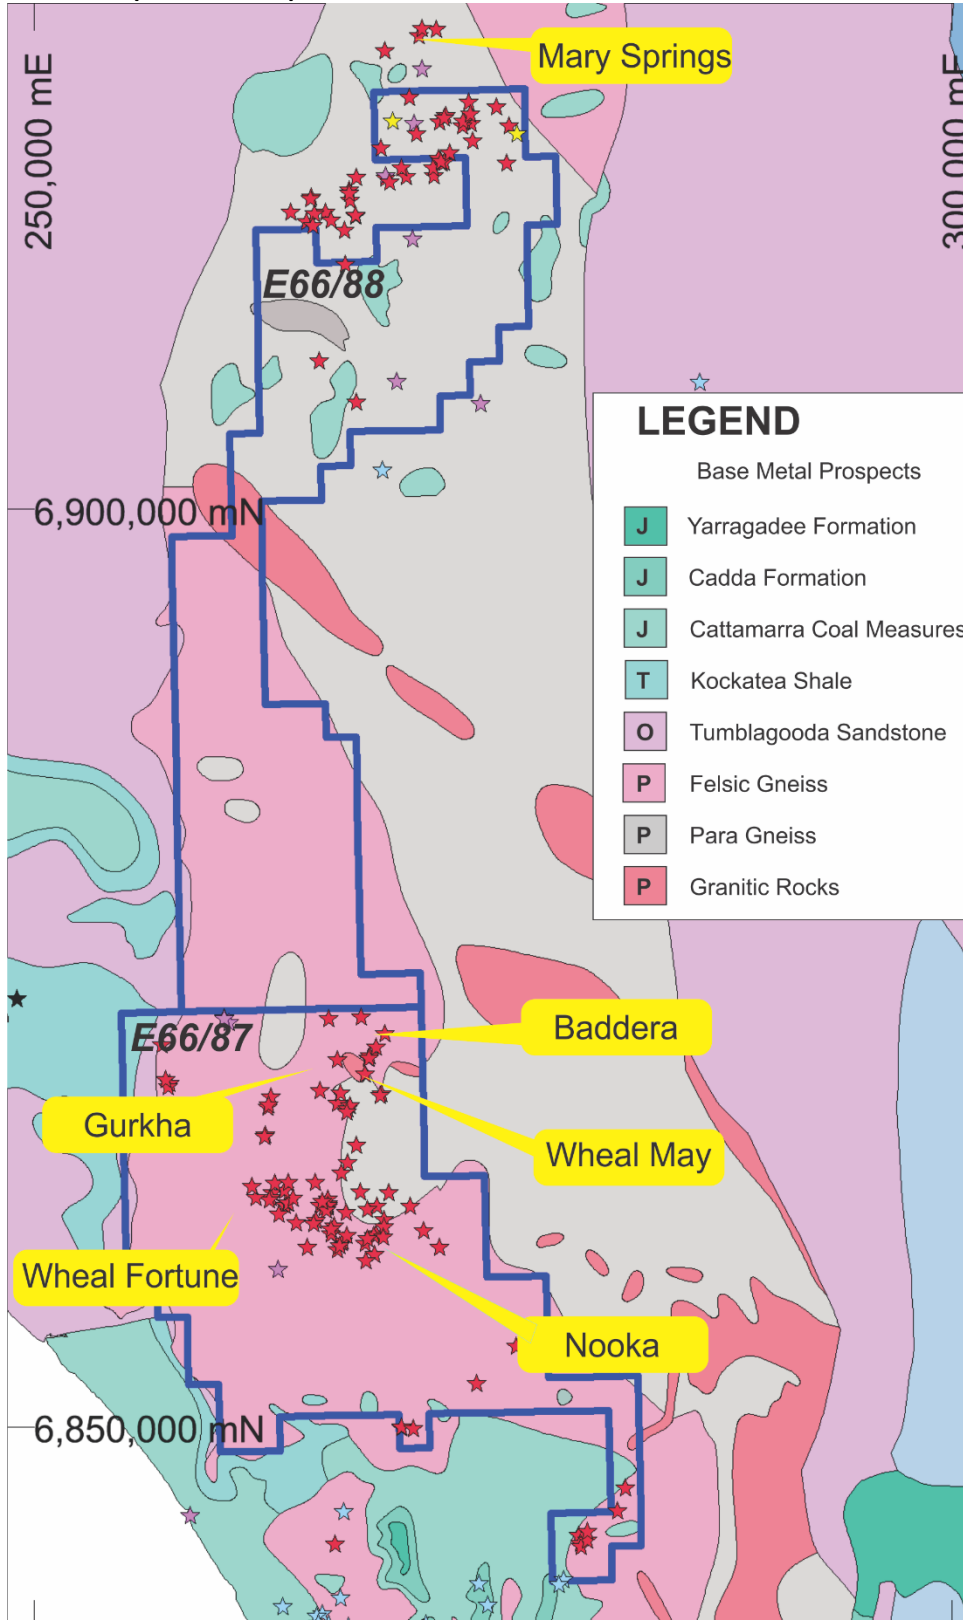 Mary Springs
250,000 mE
300,000 mE
E66/88
LEGEND
Base Metal Prospects
J Yarragadee Formation
J Cadda Formation
J Cattamarra Coal Measures
T Kockatea Shale
O Tumblagooda Sandstone
P Felsic Gneiss
P Para Gneiss
P Granitic Rocks
6,900,000 mN
E66/87
Baddera
Gurkha
Wheal May
Wheal Fortune
Nooka
6,850,000 mN